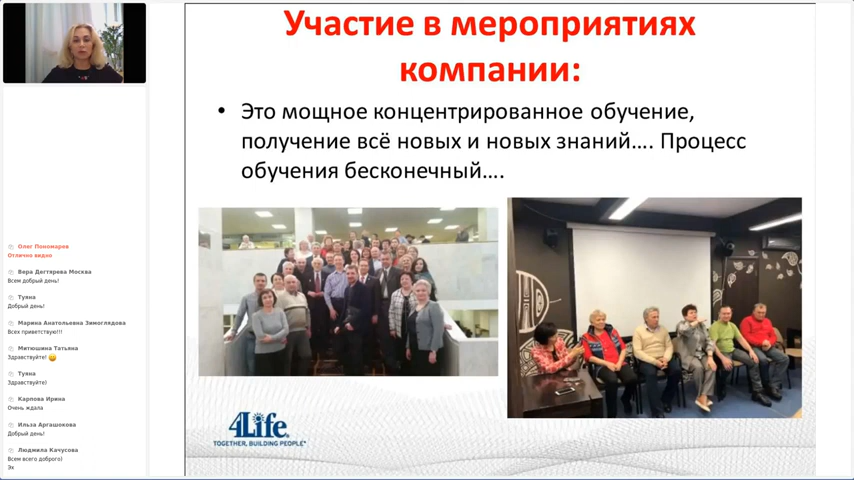 Участие в мероприятиях
компании:
• Это мощное концентрированное обучение,
получение всё новых и новых знаний…. Процесс
обучения бесконечный….
4Life®
TOGETHER, BUILDING PEOPLE®
Олег Пономарев
Отлично видно
Вера Дегтярева Москва
Всем добрый день!
Туяна
Добрый день!
Марина Анатольевна Зимоглядова
Всех приветствую!!!
Митюшина Татьяна
Здравствуйте! 😀
Туяна
Здравствуйте)
Карпова Ирина
Очень ждала
Ильза Аргашокова
Добрый день!
Людмила Качусова
Всем всего доброго)
Эк